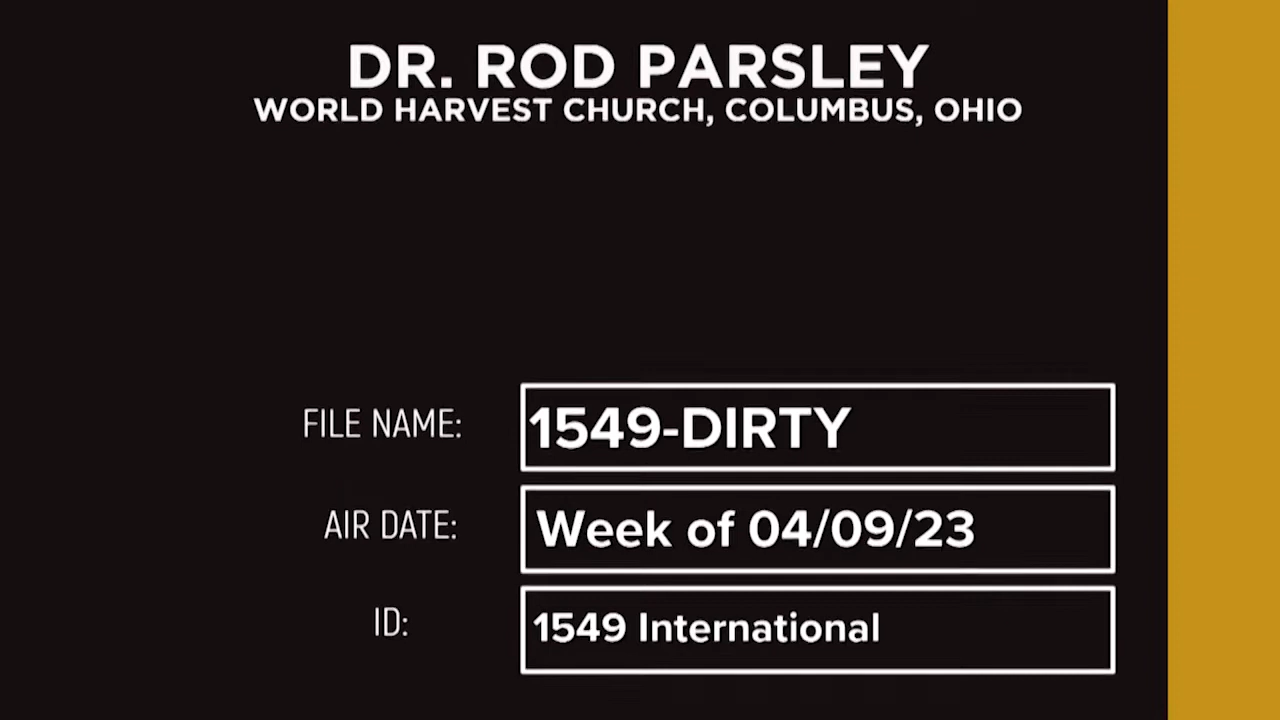 DR. ROD PARSLEY
WORLD HARVEST CHURCH, COLUMBUS, OHIO
FILE NAME: 1549-DIRTY
AIR DATE: Week of 04/09/23
ID: 1549 International